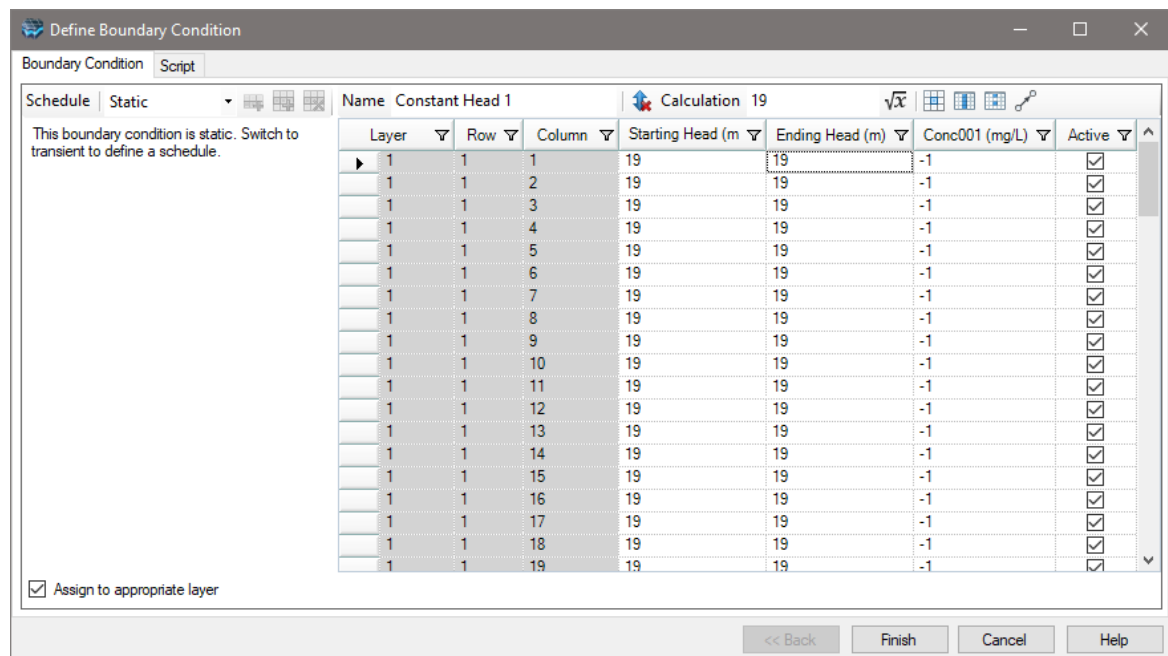 Define Boundary Condition
Boundary Condition Script
Schedule Static Name Constant Head 1 Calculation 19 √x
This boundary condition is static. Switch to
transient to define a schedule.
Layer Row Column Starting Head (m Ending Head (m) Conc001 (mg/L) Active
1 1 1 19 19 -1
1 1 2 19 19 -1
1 1 3 19 19 -1
1 1 4 19 19 -1
1 1 5 19 19 -1
1 1 6 19 19 -1
1 1 7 19 19 -1
1 1 8 19 19 -1
1 1 9 19 19 -1
1 1 10 19 19 -1
1 1 11 19 19 -1
1 1 12 19 19 -1
1 1 13 19 19 -1
1 1 14 19 19 -1
1 1 15 19 19 -1
1 1 16 19 19 -1
1 1 17 19 19 -1
1 1 18 19 19 -1
1 1 19 19 19 -1
Assign to appropriate layer
<< Back Finish Cancel Help